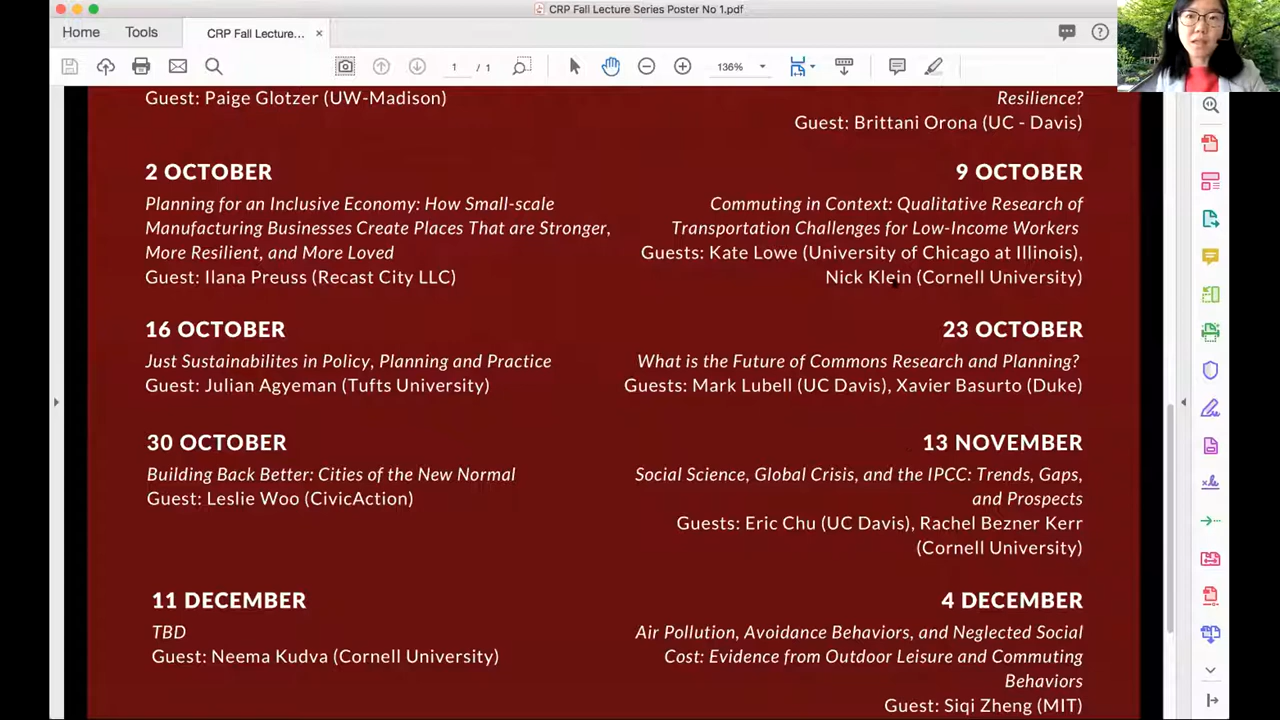 CRP Fall Lecture Series Poster No 1.pdf
Home
Tools
CRP Fall Lecture...
1 / 1
136%
Guest: Paige Glotzer (UW-Madison)
Resilience?
Guest: Brittani Orona (UC - Davis)
2 OCTOBER
Planning for an Inclusive Economy: How Small-scale
Manufacturing Businesses Create Places That are Stronger,
More Resilient, and More Loved
Guest: Ilana Preuss (Recast City LLC)
9 OCTOBER
Commuting in Context: Qualitative Research of
Transportation Challenges for Low-Income Workers
Guests: Kate Lowe (University of Chicago at Illinois),
Nick Klein (Cornell University)
16 OCTOBER
Just Sustainabilites in Policy, Planning and Practice
Guest: Julian Agyeman (Tufts University)
23 OCTOBER
What is the Future of Commons Research and Planning?
Guests: Mark Lubell (UC Davis), Xavier Basurto (Duke)
30 OCTOBER
Building Back Better: Cities of the New Normal
Guest: Leslie Woo (CivicAction)
13 NOVEMBER
Social Science, Global Crisis, and the IPCC: Trends, Gaps,
and Prospects
Guests: Eric Chu (UC Davis), Rachel Bezner Kerr
(Cornell University)
11 DECEMBER
TBD
Guest: Neema Kudva (Cornell University)
4 DECEMBER
Air Pollution, Avoidance Behaviors, and Neglected Social
Cost: Evidence from Outdoor Leisure and Commuting
Behaviors
Guest: Siqi Zheng (MIT)